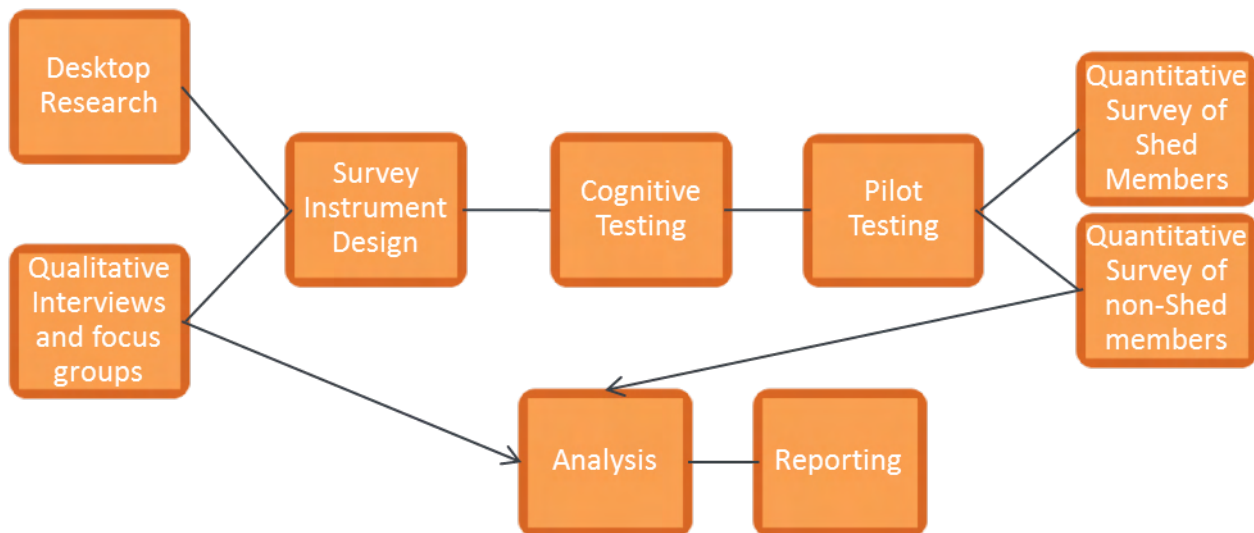 Desktop
Research
Qualitative
Interviews
and focus
groups
Survey
Instrument
Design
Cognitive
Testing
Pilot
Testing
Quantitative
Survey of
Shed
Members
Quantitative
Survey of
non-Shed
members
Analysis
Reporting